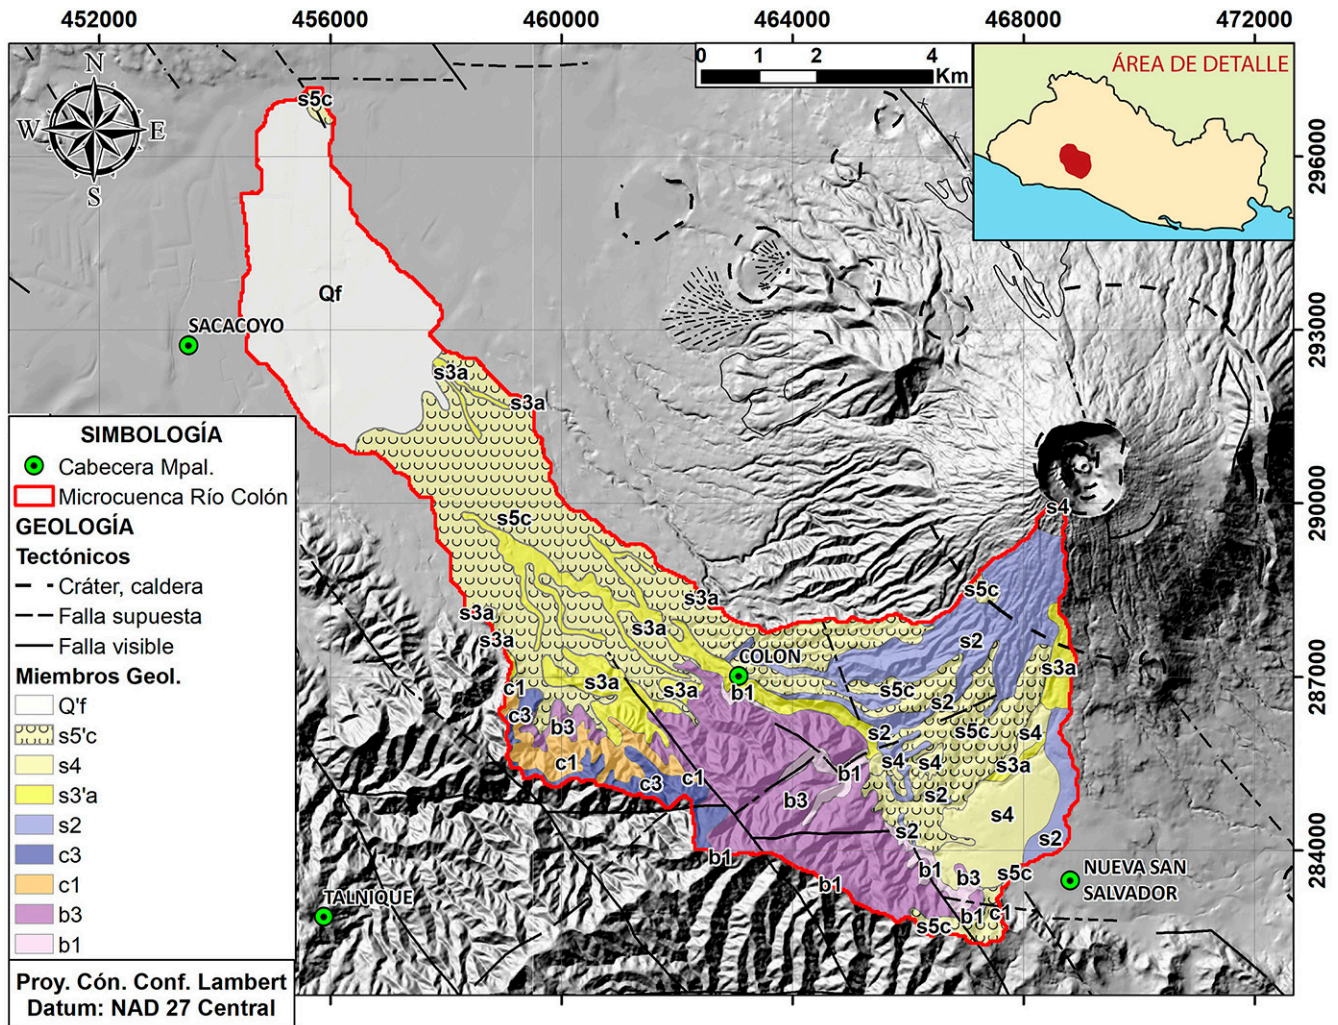 452000 456000 460000 464000 468000 472000
N
W E
S
0 1 2 4
Km
ÁREA DE DETALLE
296000
293000
290000
287000
284000
s5c
Qf
SACACOYO
s3a
s3a
s4
s5c
s5c
s3a
s3a
s3a
s3a
s2
COLON
s3a
c1
s3a
s3a
b1
s5c
s2
c3
b3
s2
s5c
s4
c1
s4
s4
s3a
c3
c1
b1
b3
s2
s4
s2
s2
b1
b1
b1
b3
s5c
NUEVA SAN
SALVADOR
TALNIQUE
s5c
b1
c1
SIMBOLOGÍA
Cabecera Mpal.
Microcuenca Río Colón
GEOLOGÍA
Tectónicos
Cráter, caldera
Falla supuesta
Falla visible
Miembros Geol.
Q'f
s5'c
s4
s3'a
s2
c3
c1
b3
b1
Proy. Cón. Conf. Lambert
Datum: NAD 27 Central